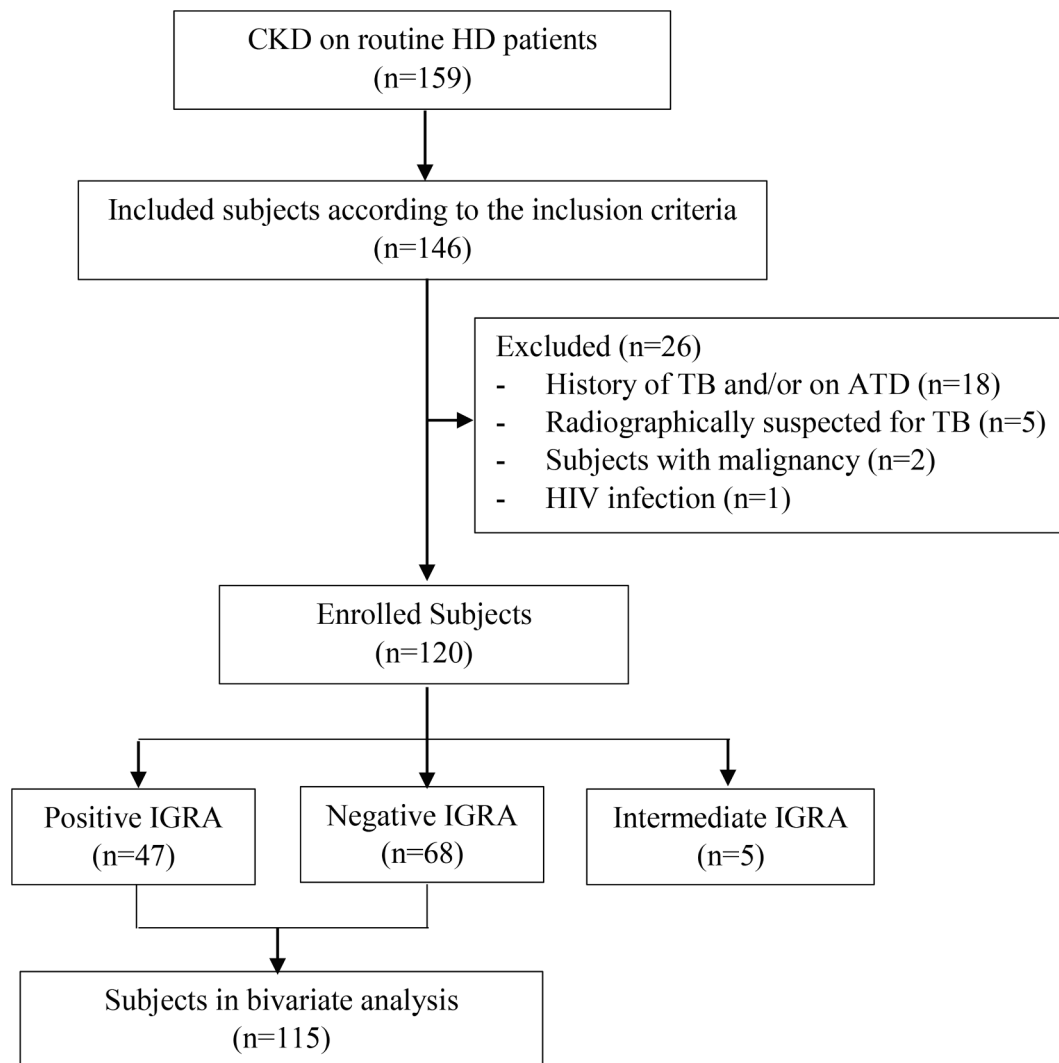 CKD on routine HD patients
(n=159)
Included subjects according to the inclusion criteria
(n=146)
Excluded (n=26)
- History of TB and/or on ATD (n=18)
- Radiographically suspected for TB (n=5)
- Subjects with malignancy (n=2)
- HIV infection (n=1)
Enrolled Subjects
(n=120)
Positive IGRA
(n=47)
Negative IGRA
(n=68)
Intermediate IGRA
(n=5)
Subjects in bivariate analysis
(n=115)